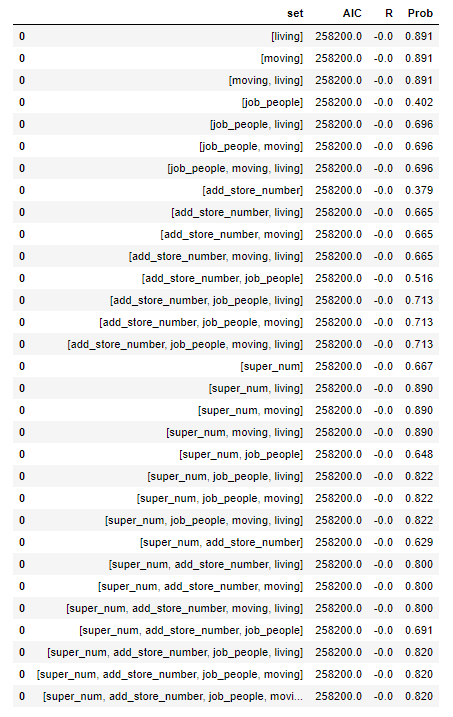 set AIC R Prob
0 [living] 258200.0 -0.0 0.891
0 [moving] 258200.0 -0.0 0.891
0 [moving, living] 258200.0 -0.0 0.891
0 [job_people] 258200.0 -0.0 0.402
0 [job_people, living] 258200.0 -0.0 0.696
0 [job_people, moving] 258200.0 -0.0 0.696
0 [job_people, moving, living] 258200.0 -0.0 0.696
0 [add_store_number] 258200.0 -0.0 0.379
0 [add_store_number, living] 258200.0 -0.0 0.665
0 [add_store_number, moving] 258200.0 -0.0 0.665
0 [add_store_number, moving, living] 258200.0 -0.0 0.665
0 [add_store_number, job_people] 258200.0 -0.0 0.516
0 [add_store_number, job_people, living] 258200.0 -0.0 0.713
0 [add_store_number, job_people, moving] 258200.0 -0.0 0.713
0 [add_store_number, job_people, moving, living] 258200.0 -0.0 0.713
0 [super_num] 258200.0 -0.0 0.667
0 [super_num, living] 258200.0 -0.0 0.890
0 [super_num, moving] 258200.0 -0.0 0.890
0 [super_num, moving, living] 258200.0 -0.0 0.890
0 [super_num, job_people] 258200.0 -0.0 0.648
0 [super_num, job_people, living] 258200.0 -0.0 0.822
0 [super_num, job_people, moving] 258200.0 -0.0 0.822
0 [super_num, job_people, moving, living] 258200.0 -0.0 0.822
0 [super_num, add_store_number] 258200.0 -0.0 0.629
0 [super_num, add_store_number, living] 258200.0 -0.0 0.800
0 [super_num, add_store_number, moving] 258200.0 -0.0 0.800
0 [super_num, add_store_number, moving, living] 258200.0 -0.0 0.800
0 [super_num, add_store_number, job_people] 258200.0 -0.0 0.691
0 [super_num, add_store_number, job_people, living] 258200.0 -0.0 0.820
0 [super_num, add_store_number, job_people, moving] 258200.0 -0.0 0.820
0 [super_num, add_store_number, job_people, movi... 258200.0 -0.0 0.820